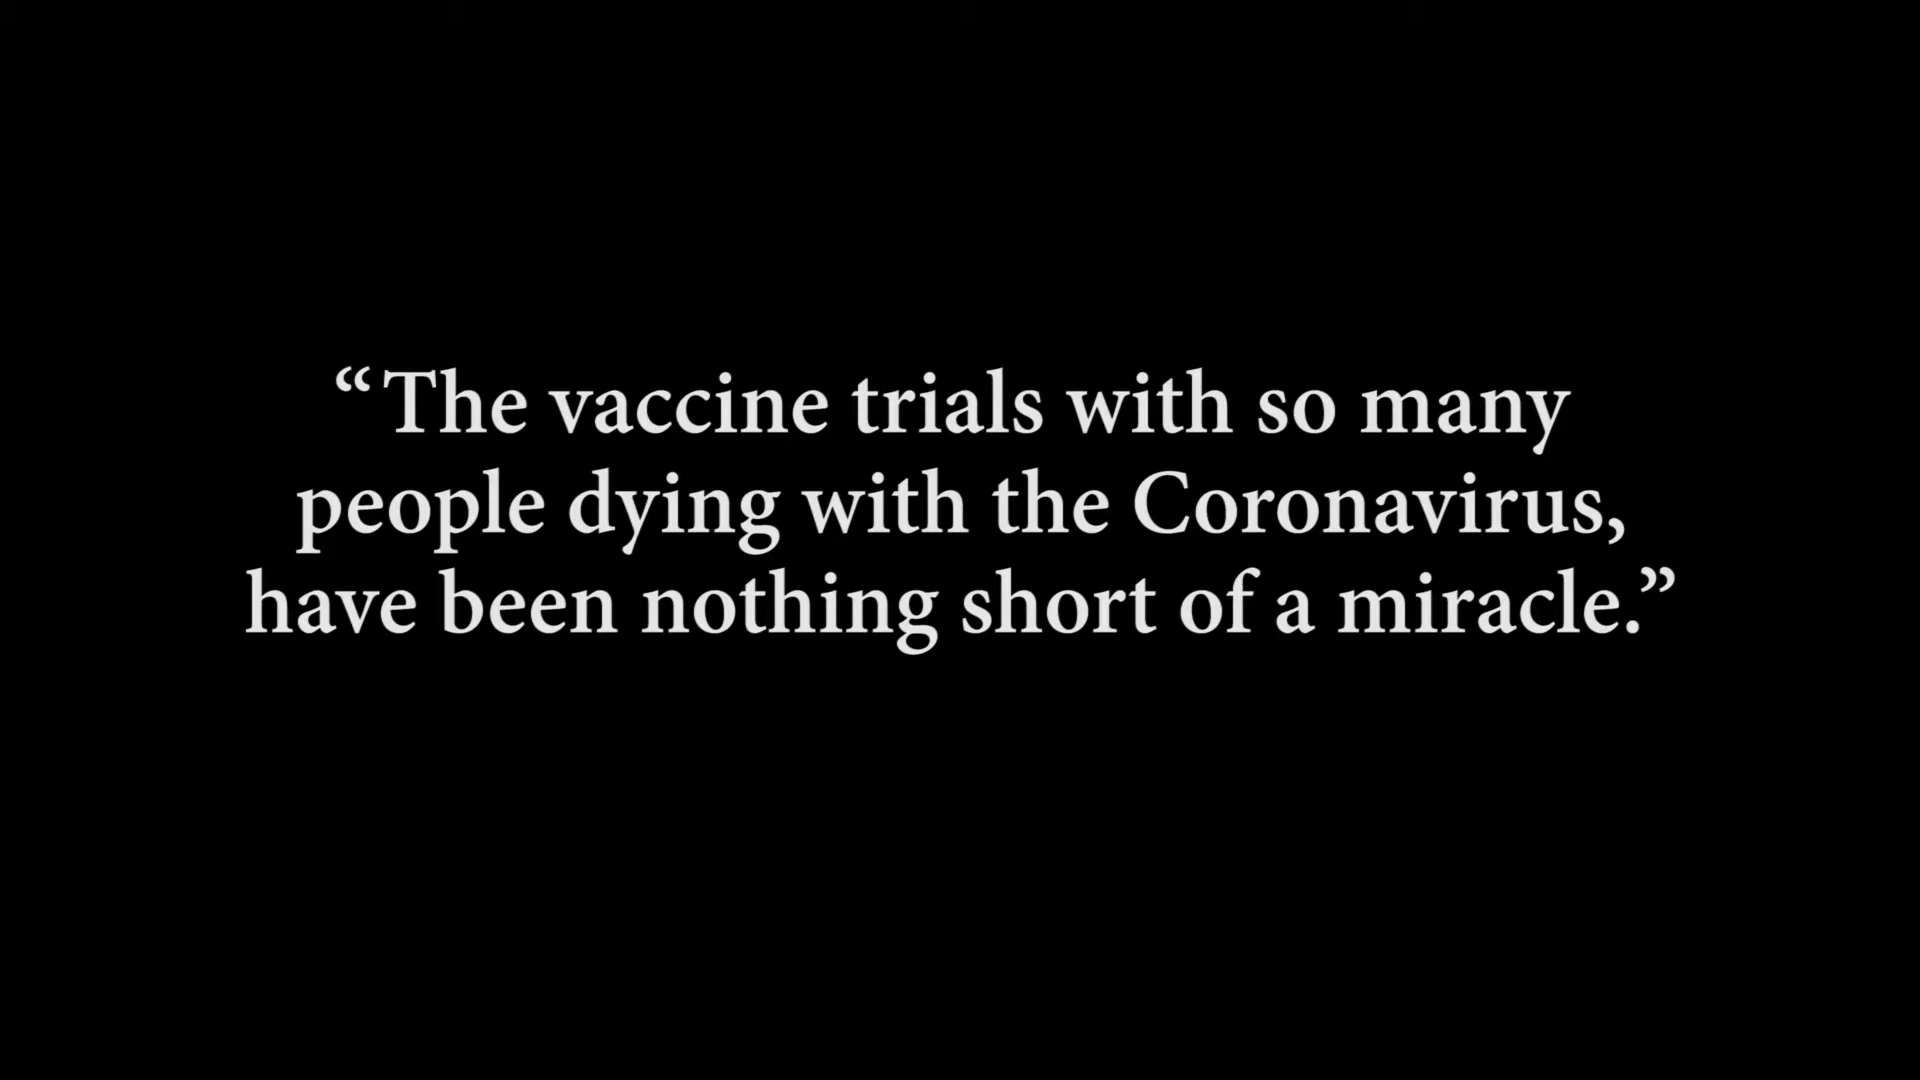 “The vaccine trials with so many
people dying with the Coronavirus,
have been nothing short of a miracle.”